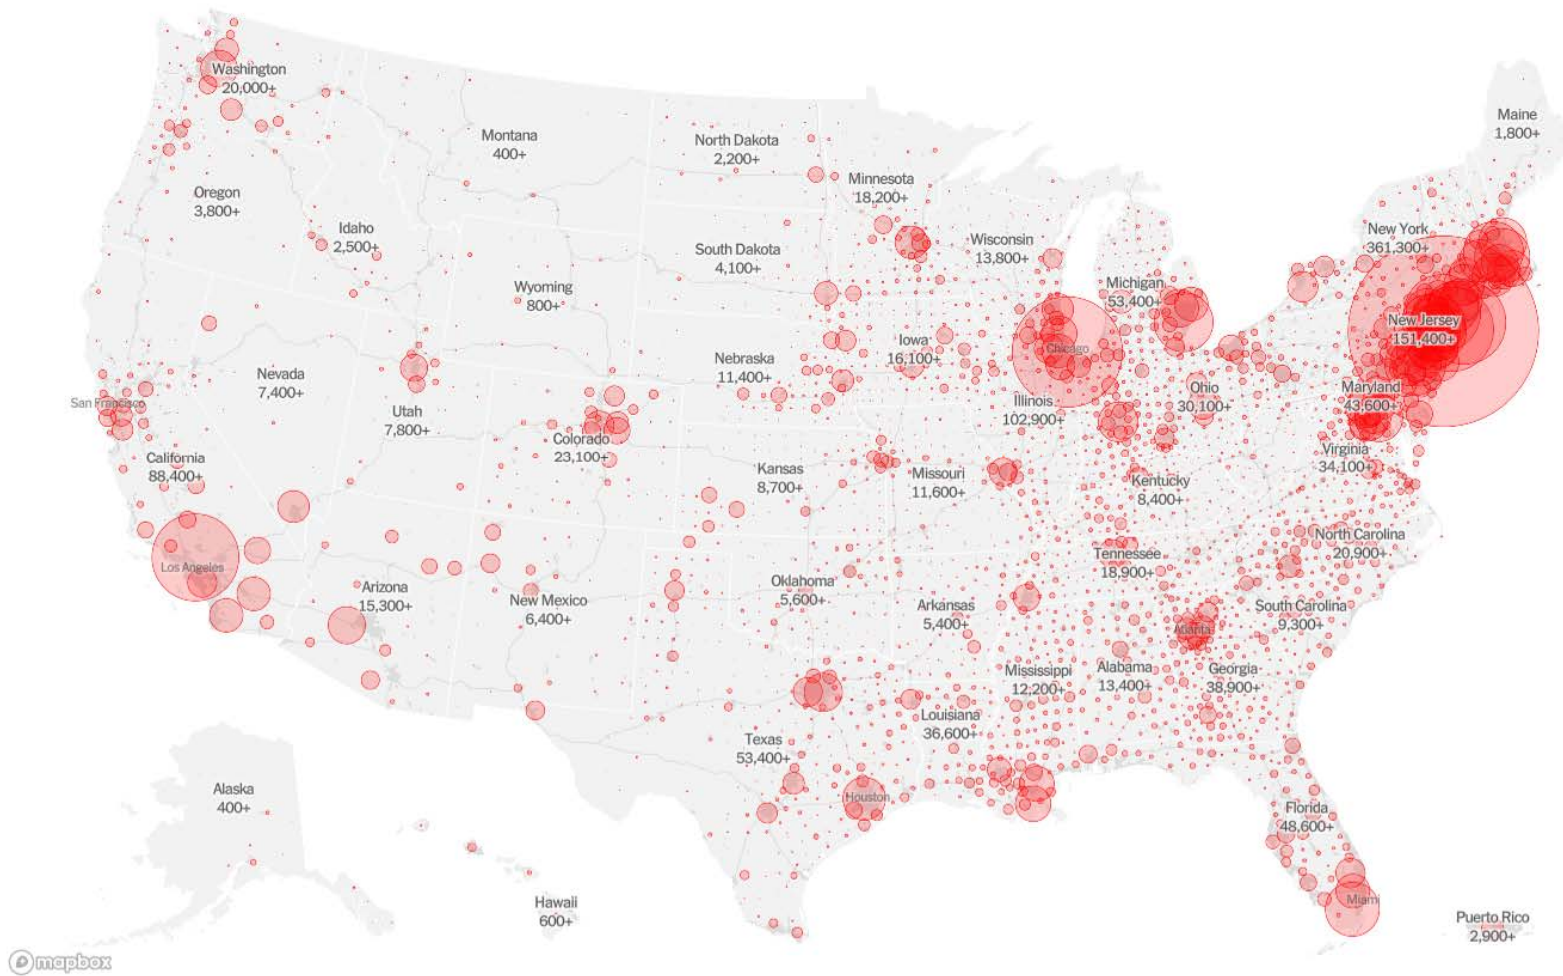 Washington
20,000+
Montana
400+
North Dakota
2,200+
Minnesota
18,200+
Maine
1,800+
Oregon
3,800+
Idaho
2,500+
South Dakota
4,100+
Wisconsin
13,800+
New York
361,300+
Wyoming
800+
Michigan
53,400+
New Jersey
151,400+
Nevada
7,400+
Utah
7,800+
Nebraska
11,400+
Iowa
16,100+
Chicago
Illinois
102,900+
Ohio
30,100+
Maryland
43,600+
San Francisco
California
88,400+
Colorado
23,100+
Kansas
8,700+
Missouri
11,600+
Kentucky
8,400+
Virginia
34,100+
Los Angeles
Arizona
15,300+
New Mexico
6,400+
Oklahoma
5,600+
Arkansas
5,400+
Tennessee
18,900+
North Carolina
20,900+
South Carolina
9,300+
Atlanta
Mississippi
12,200+
Alabama
13,400+
Georgia
38,900+
Louisiana
36,600+
Texas
53,400+
Houston
Alaska
400+
Florida
48,600+
Miami
Hawaii
600+
Puerto Rico
2,900+
mapbox